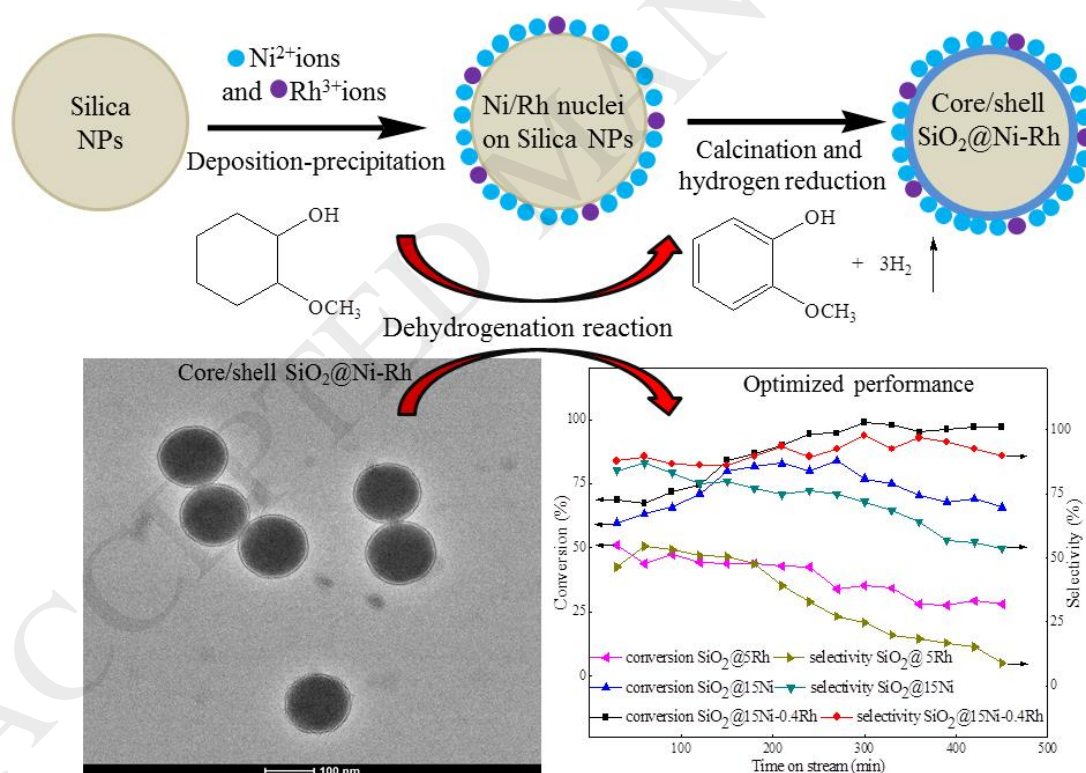 Silica
NPs
Ni²⁺ions
and Rh³⁺ions
Deposition-precipitation
Ni/Rh nuclei
on Silica NPs
Calcination and
hydrogen reduction
Core/shell
SiO₂@Ni-Rh
OH
OCH₃
OH
OCH₃
+ 3H₂
Dehydrogenation reaction
Core/shell SiO₂@Ni-Rh
100 nm
Optimized performance
Conversion (%)
100
75
50
25
0
Selectivity (%)
100
75
50
25
0
conversion SiO₂@5Rh
selectivity SiO₂@ 5Rh
conversion SiO₂@15Ni
selectivity SiO₂@15Ni
conversion SiO₂@15Ni-0.4Rh
selectivity SiO₂@15Ni-0.4Rh
100 200 300 400 500
Time on stream (min)
ACCEPTED MAN